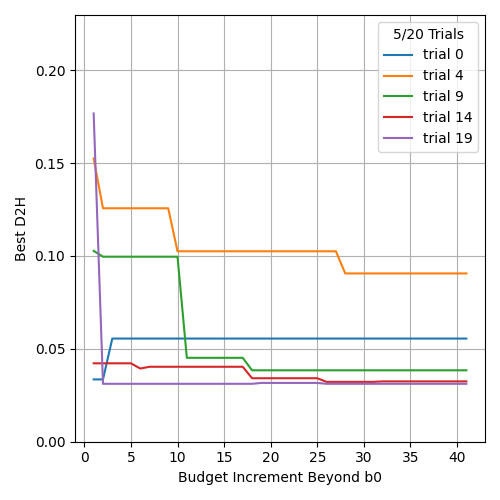 5/20 Trials
trial 0
trial 4
trial 9
trial 14
trial 19
0.20
0.15
0.10
0.05
0.00
Best D2H
0 5 10 15 20 25 30 35 40
Budget Increment Beyond b0